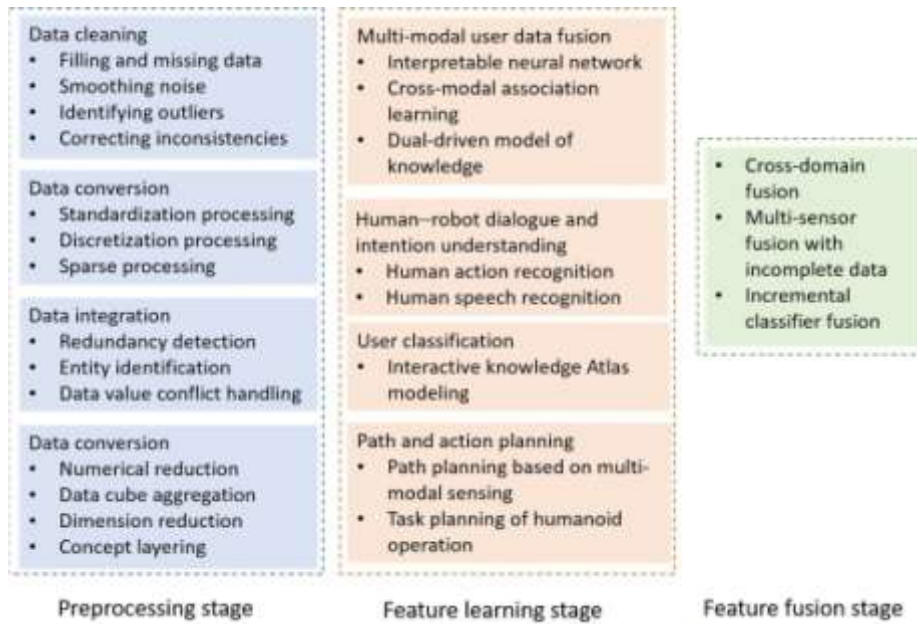 Data cleaning
• Filling and missing data
• Smoothing noise
• Identifying outliers
• Correcting inconsistencies
Data conversion
• Standardization processing
• Discretization processing
• Sparse processing
Data integration
• Redundancy detection
• Entity identification
• Data value conflict handling
Data conversion
• Numerical reduction
• Data cube aggregation
• Dimension reduction
• Concept layering
Preprocessing stage
Multi-modal user data fusion
• Interpretable neural network
• Cross-modal association
learning
• Dual-driven model of
knowledge
Human–robot dialogue and
intention understanding
• Human action recognition
• Human speech recognition
User classification
• Interactive knowledge Atlas
modeling
Path and action planning
• Path planning based on multi-
modal sensing
• Task planning of humanoid
operation
Feature learning stage
• Cross-domain
fusion
• Multi-sensor
fusion with
incomplete data
• Incremental
classifier fusion
Feature fusion stage